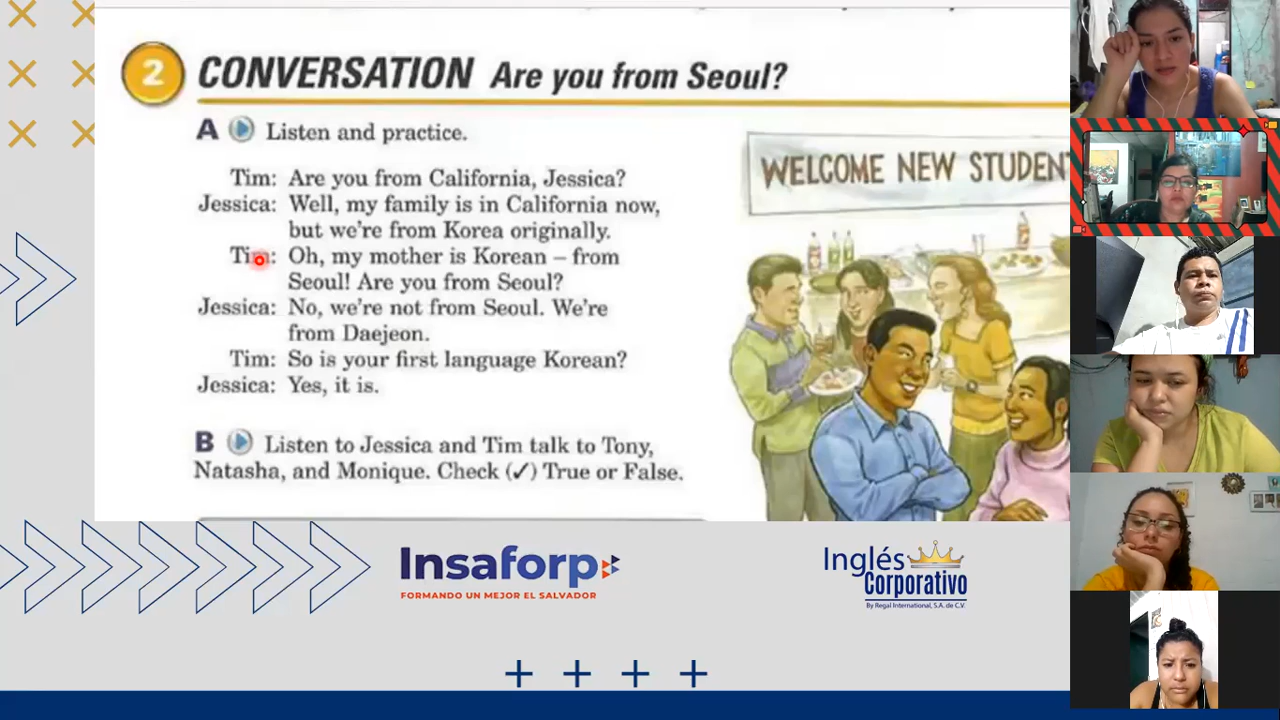 2 CONVERSATION Are you from Seoul?
A Listen and practice.
Tim: Are you from California, Jessica?
Jessica: Well, my family is in California now,
but we're from Korea originally.
Tim: Oh, my mother is Korean – from
Seoul! Are you from Seoul?
Jessica: No, we're not from Seoul. We're
from Daejeon.
Tim: So is your first language Korean?
Jessica: Yes, it is.
B Listen to Jessica and Tim talk to Tony,
Natasha, and Monique. Check (✓) True or False.
WELCOME NEW STUDENT
Insaforp
FORMANDO UN MEJOR EL SALVADOR
Inglés
Corporativo
By Regal International, S.A. de C.V.